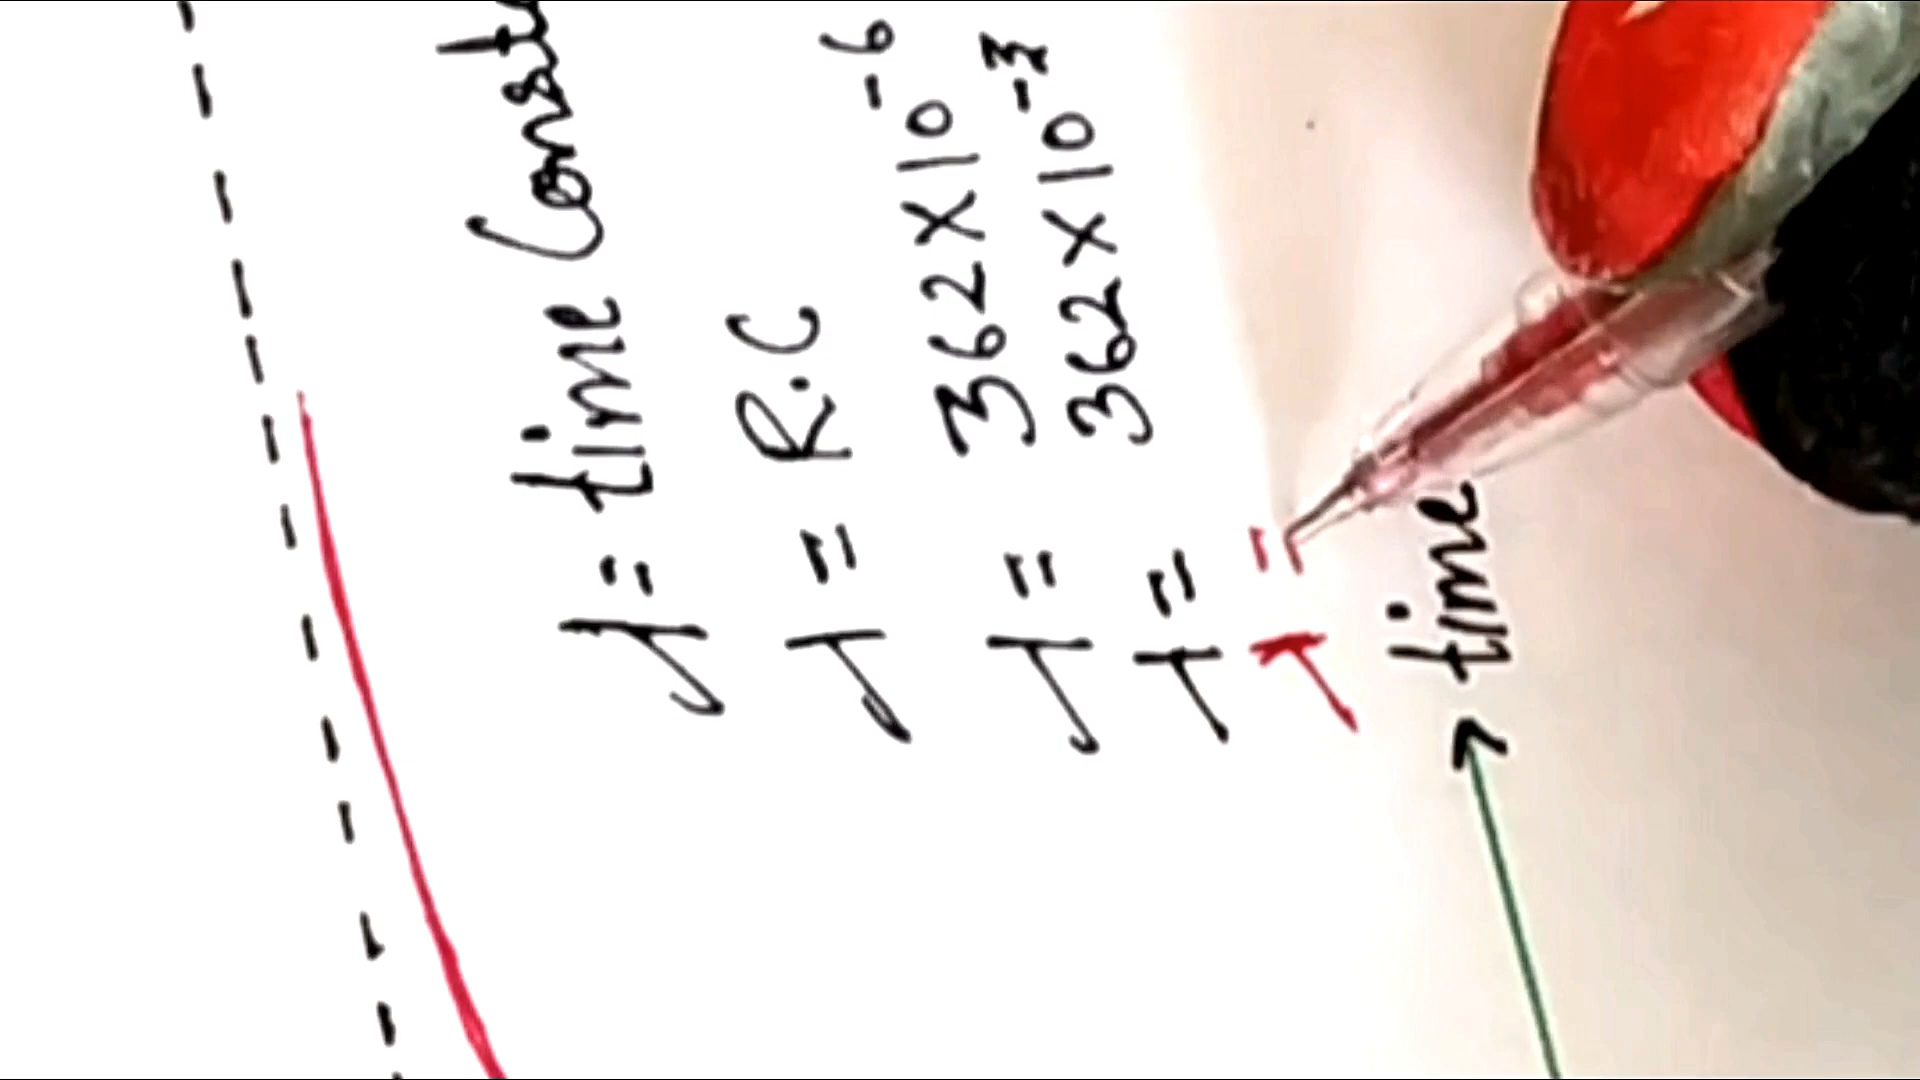 T = time Const
T = R.C
T = 362 X 10⁻⁶
T = 362 X 10⁻³
T =
time